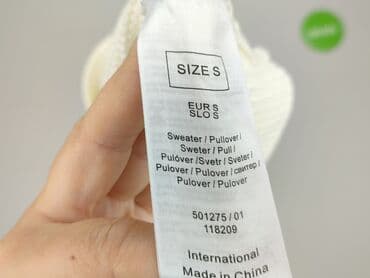 SIZE S
EUR S
SLO S
Sweater / Pullover /
Sweter / Pull /
Pulóver /Svetr / Sveter /
Pulover / Pulover / свитер /
Pulover / Pulover
501275 / 01
118209
International
Made in China